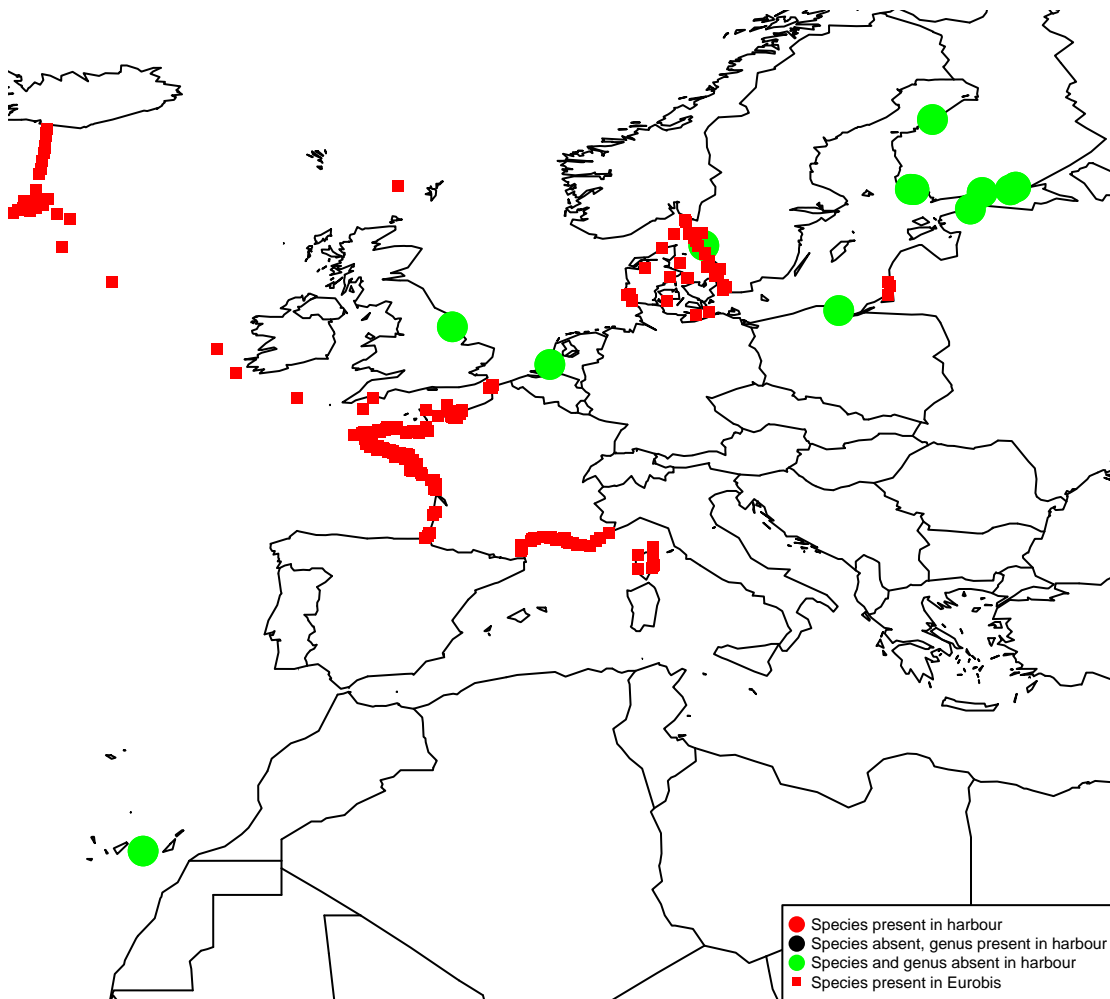 Species present in harbour
Species absent, genus present in harbour
Species and genus absent in harbour
Species present in Eurobis